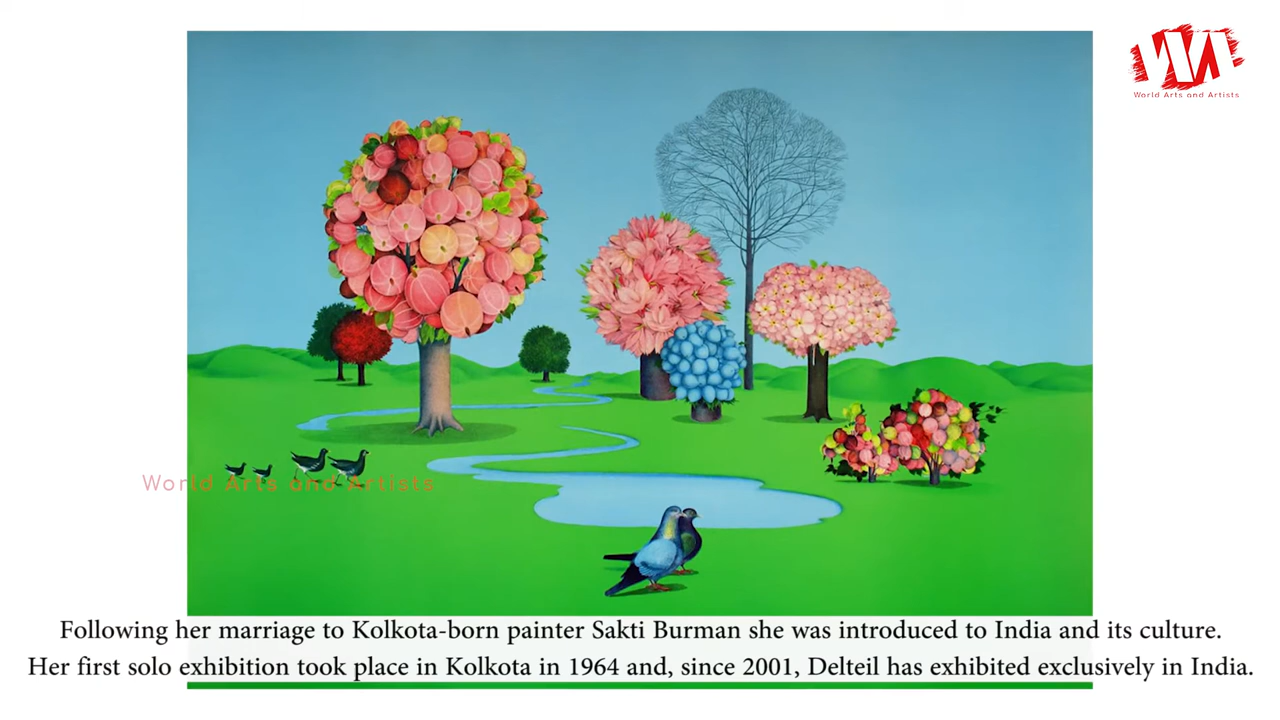 World Arts and Artists
World Arts and Artists
Following her marriage to Kolkota-born painter Sakti Burman she was introduced to India and its culture.
Her first solo exhibition took place in Kolkota in 1964 and, since 2001, Delteil has exhibited exclusively in India.